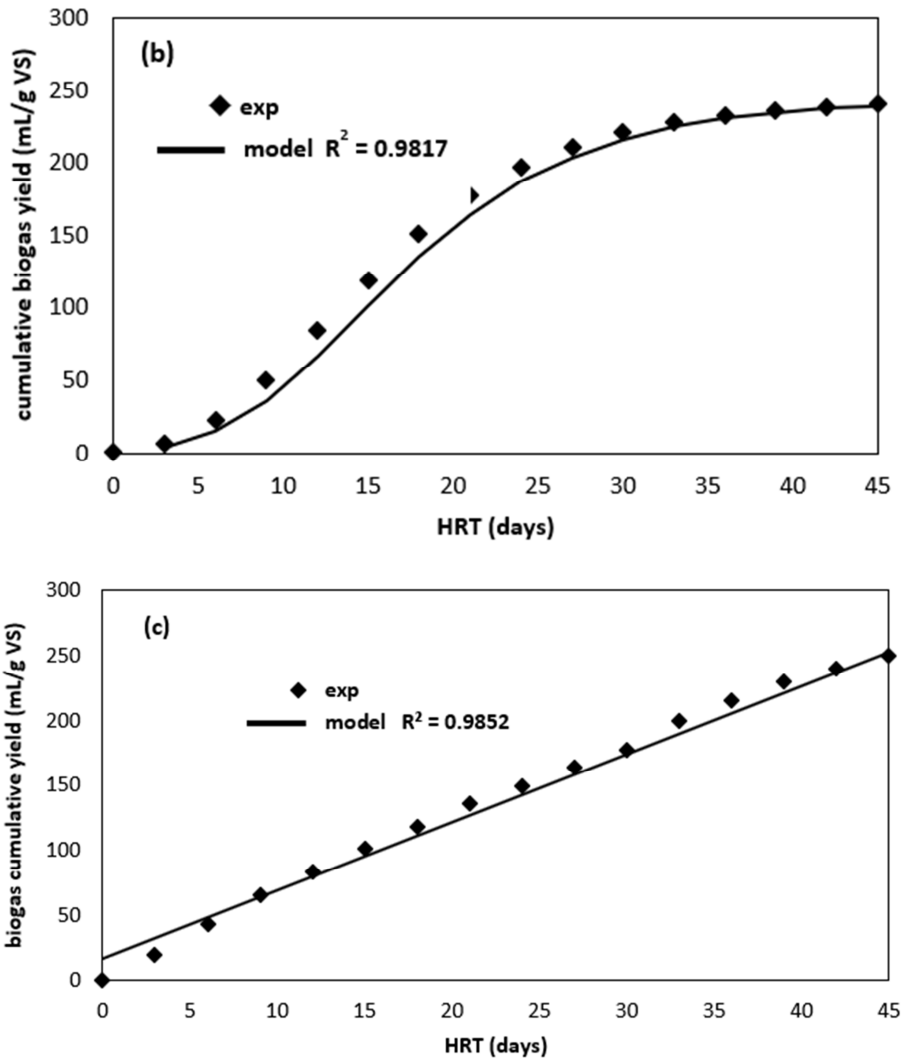 300
(b)
250
exp
model R² = 0.9817
200
150
100
50
0
cumulative biogas yield (mL/g VS)
0 5 10 15 20 25 30 35 40 45
HRT (days)
300
(c)
250
exp
model R² = 0.9852
200
150
100
50
0
biogas cumulative yield (mL/g VS)
0 5 10 15 20 25 30 35 40 45
HRT (days)